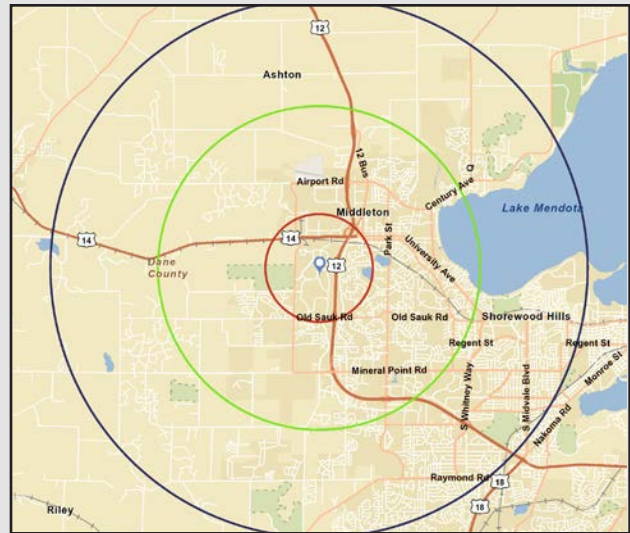 12
Ashton
12 Bus
Q
Airport Rd
Century Ave
Middleton
Lake Mendota
Park St
14
14
University Ave
Dane
County
12
Old Sauk Rd
Old Sauk Rd
Shorewood Hills
Regent St
Regent St
Mineral Point Rd
Monroe St
S Whitney Way
S Midvale Blvd
Nakoma Rd
Raymond Rd
18
18
Riley